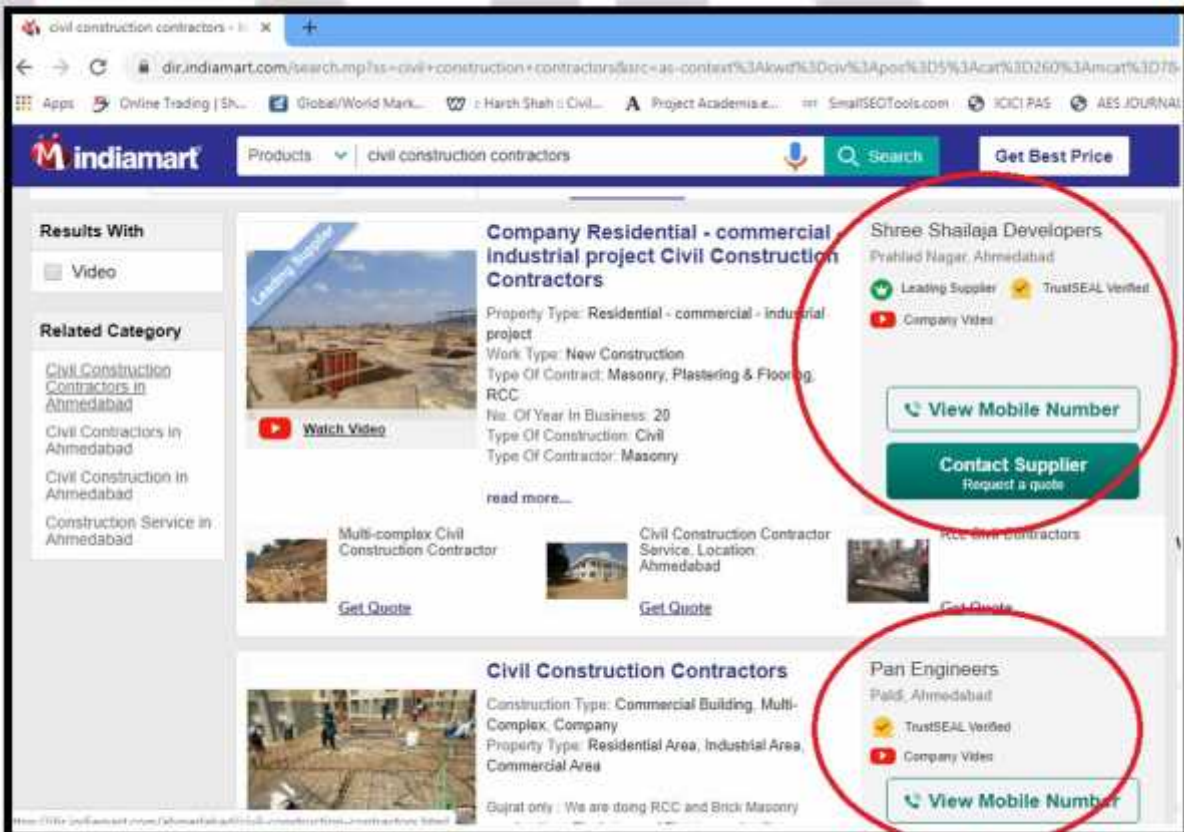 civil construction contractors - I
dir.indiamart.com/search.mp?ss=civil+construction+contractors&src=as-context%3Akwd%3Dciv%3Apos%3D5%3Acat%3D260%3Amcat%3D78
Apps Online Trading | Sh... Global/World Mark... : Harsh Shah :: Civil... Project Academia.e... SmallSEOTools.com ICICI PAS AES JOURNAL
indiamart Products civil construction contractors Search Get Best Price
Results With
Video
Related Category
Civil Construction
Contractors in
Ahmedabad
Civil Contractors in
Ahmedabad
Civil Construction in
Ahmedabad
Construction Service in
Ahmedabad
Leading Supplier
Watch Video
Company Residential - commercial -
industrial project Civil Construction
Contractors
Property Type: Residential - commercial - industrial
project
Work Type: New Construction
Type Of Contract: Masonry, Plastering & Flooring,
RCC
No. Of Year In Business: 20
Type Of Construction: Civil
Type Of Contractor: Masonry
read more...
Shree Shailaja Developers
Prahlad Nagar, Ahmedabad
Leading Supplier TrustSEAL Verified
Company Video
View Mobile Number
Contact Supplier
Request a quote
Multi-complex Civil
Construction Contractor
Get Quote
Civil Construction Contractor
Service, Location:
Ahmedabad
Get Quote
Rcc Civil Contractors
Get Quote
Civil Construction Contractors
Construction Type: Commercial Building, Multi-
Complex, Company
Property Type: Residential Area, Industrial Area,
Commercial Area
Gujrat only : We are doing RCC and Brick Masonry
Pan Engineers
Paldi, Ahmedabad
TrustSEAL Verified
Company Video
View Mobile Number
https://dir.indiamart.com/ahmedabad/civil-construction-contractors.html